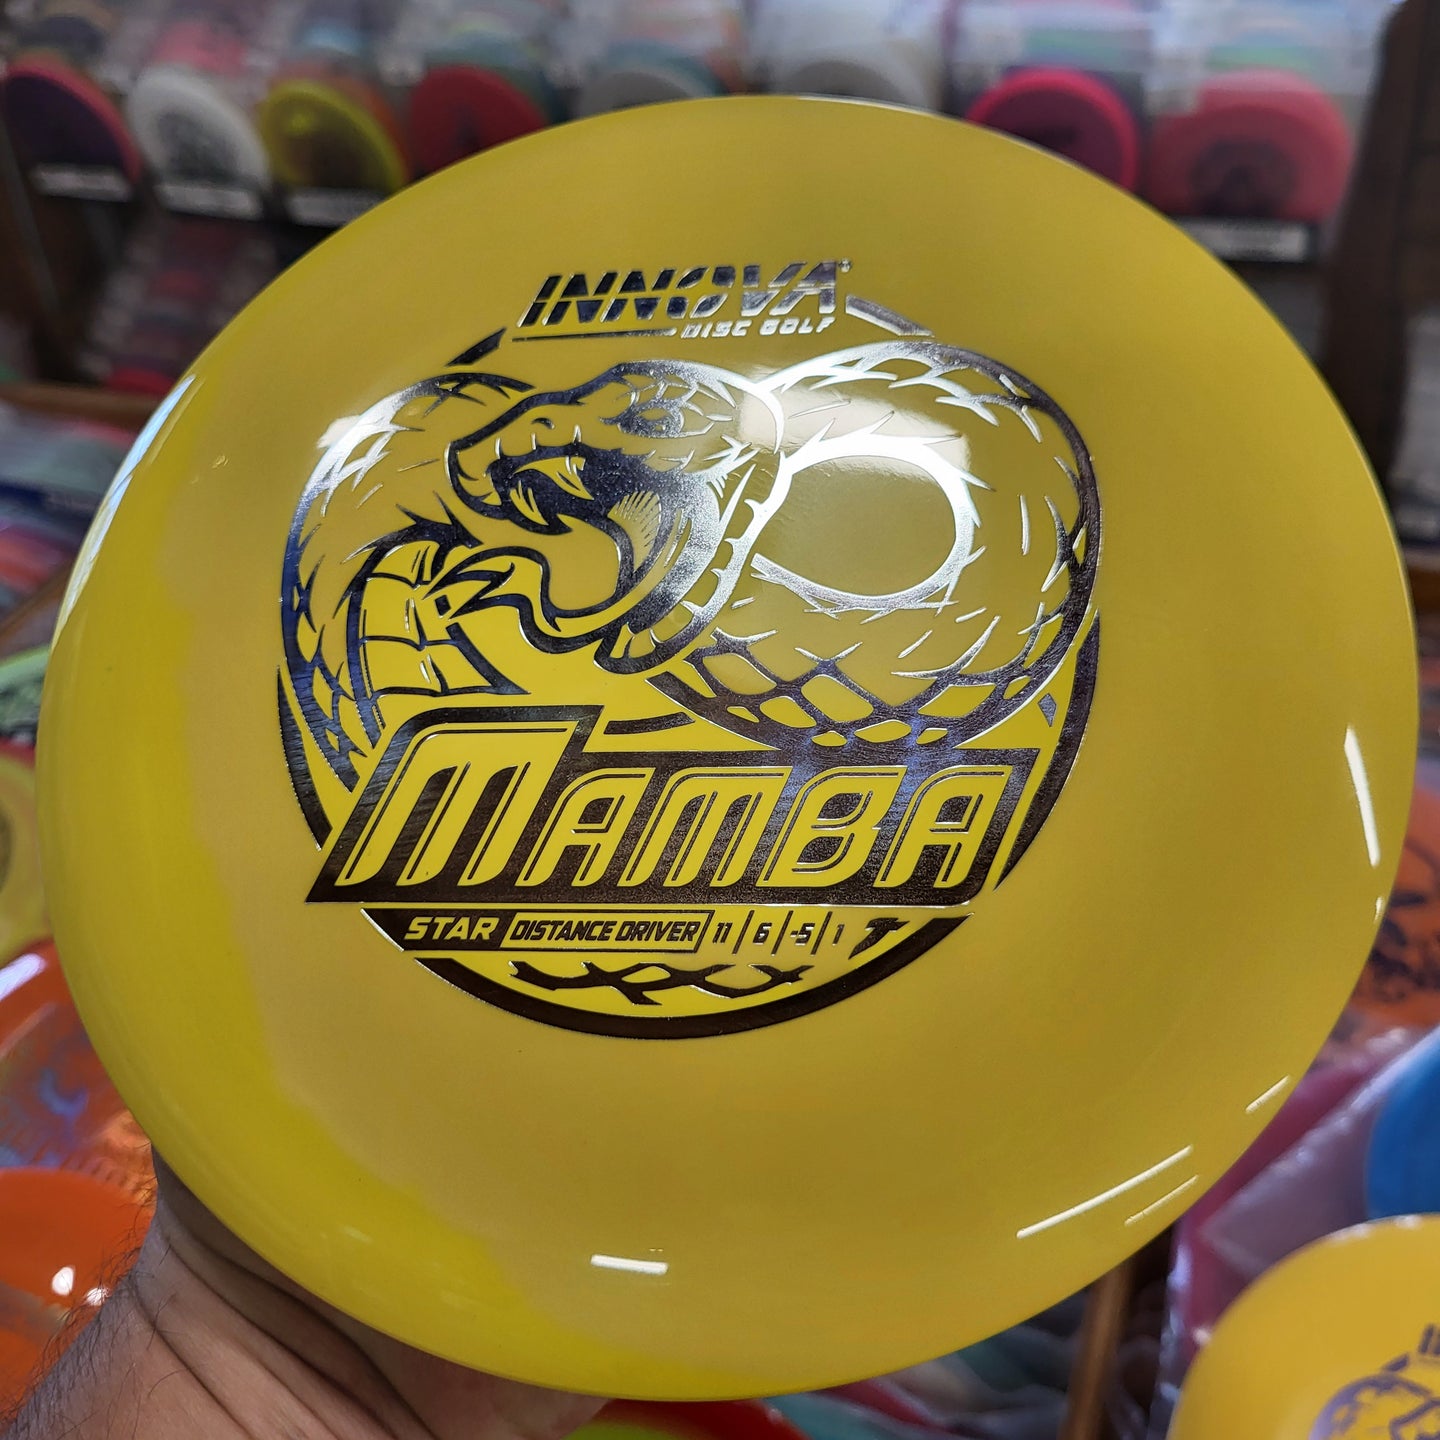 INNOVA®
DISC GOLF
MAMBA
STAR DISTANCE DRIVER 11 | 6 | -5 | 1